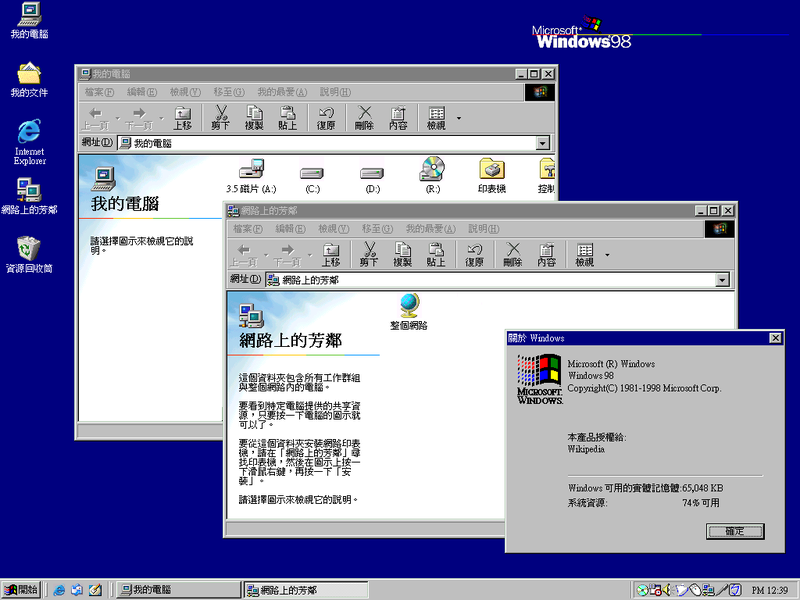 我的電腦
我的文件
Internet
Explorer
網路上的芳鄰
資源回收筒
Microsoft
Windows 98
我的電腦
檔案(F) 編輯(E) 檢視(V) 移至(G) 我的最愛(A) 說明(H)
上一頁 下一頁 上移 剪下 複製 貼上 復原 刪除 內容 檢視
網址(D) 我的電腦
3.5 磁片 (A:) (C:) (D:) (R:) 印表機 控制
我的電腦
請選擇圖示來檢視它的說
明。
網路上的芳鄰
檔案(F) 編輯(E) 檢視(V) 移至(G) 我的最愛(A) 說明(H)
上一頁 下一頁 上移 剪下 複製 貼上 復原 刪除 內容 檢視
網址(D) 網路上的芳鄰
整個網路
網路上的芳鄰
這個資料夾包含所有工作群組
與整個網路內的電腦。
要看到特定電腦提供的共享資
源，只要按一下電腦的圖示就
可以了。
要從這個資料夾安裝網路印表
機，請在「網路上的芳鄰」尋
找印表機，然後在圖示上按一
下滑鼠右鍵，再按一下「安
裝」。
請選擇圖示來檢視它的說明。
關於 Windows
MICROSOFT.
WINDOWS.
Microsoft (R) Windows
Windows 98
Copyright(C) 1981-1998 Microsoft Corp.
本產品授權給:
Wikipedia
Windows 可用的實體記憶體:65,048 KB
系統資源: 74% 可用
確定
開始 我的電腦 網路上的芳鄰 PM 12:39